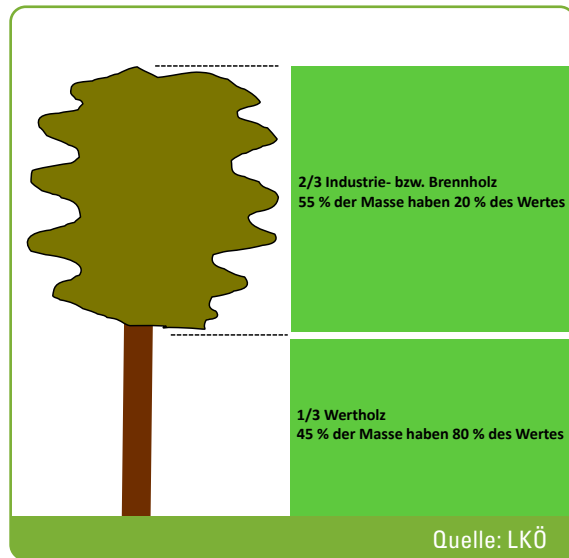 2/3 Industrie- bzw. Brennholz
55 % der Masse haben 20 % des Wertes
1/3 Wertholz
45 % der Masse haben 80 % des Wertes
Quelle: LKÖ